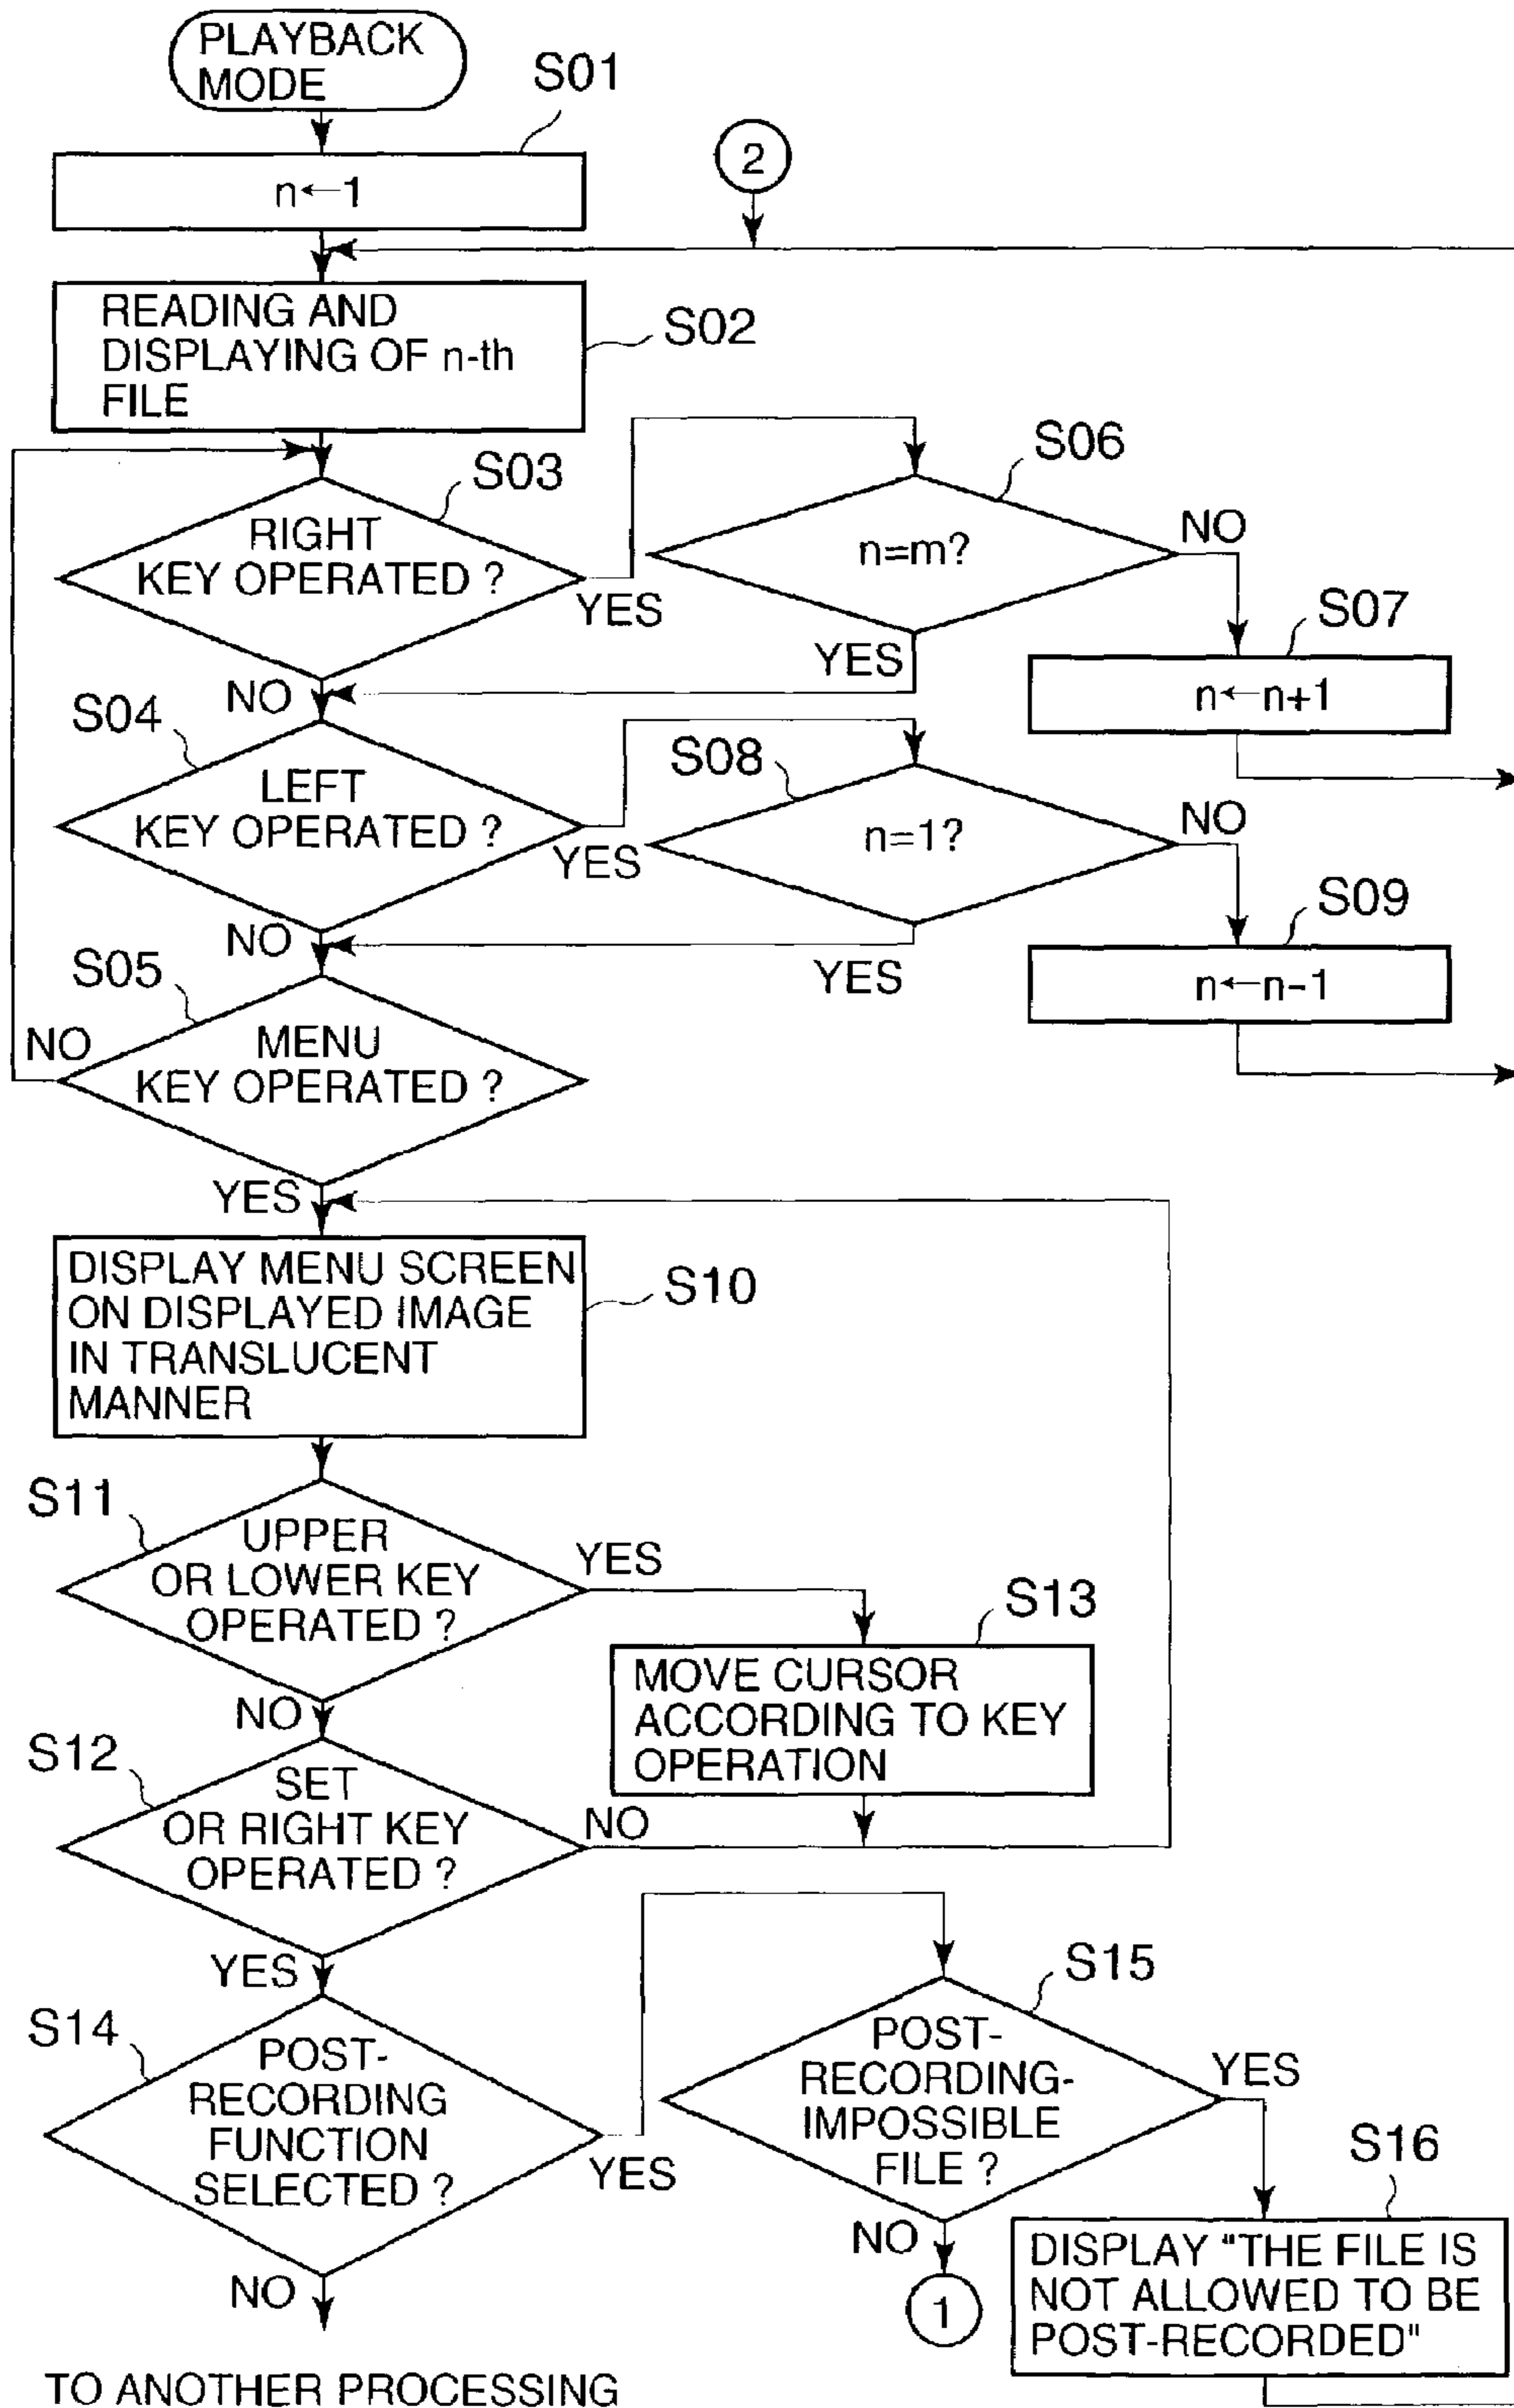 PLAYBACK
MODE
S01
n←1
2
READING AND
DISPLAYING OF n-th
FILE
S02
S03
RIGHT
KEY OPERATED ?
YES
NO
S06
n=m?
NO
YES
S07
n←n+1
S04
LEFT
KEY OPERATED ?
YES
NO
S08
n=1?
NO
YES
S09
n←n-1
S05
MENU
KEY OPERATED ?
NO
YES
DISPLAY MENU SCREEN
ON DISPLAYED IMAGE
IN TRANSLUCENT
MANNER
S10
S11
UPPER
OR LOWER KEY
OPERATED ?
YES
NO
S13
MOVE CURSOR
ACCORDING TO KEY
OPERATION
S12
SET
OR RIGHT KEY
OPERATED ?
NO
YES
S14
POST-
RECORDING
FUNCTION
SELECTED ?
YES
NO
S15
POST-
RECORDING-
IMPOSSIBLE
FILE ?
YES
NO
1
S16
DISPLAY "THE FILE IS
NOT ALLOWED TO BE
POST-RECORDED"
TO ANOTHER PROCESSING